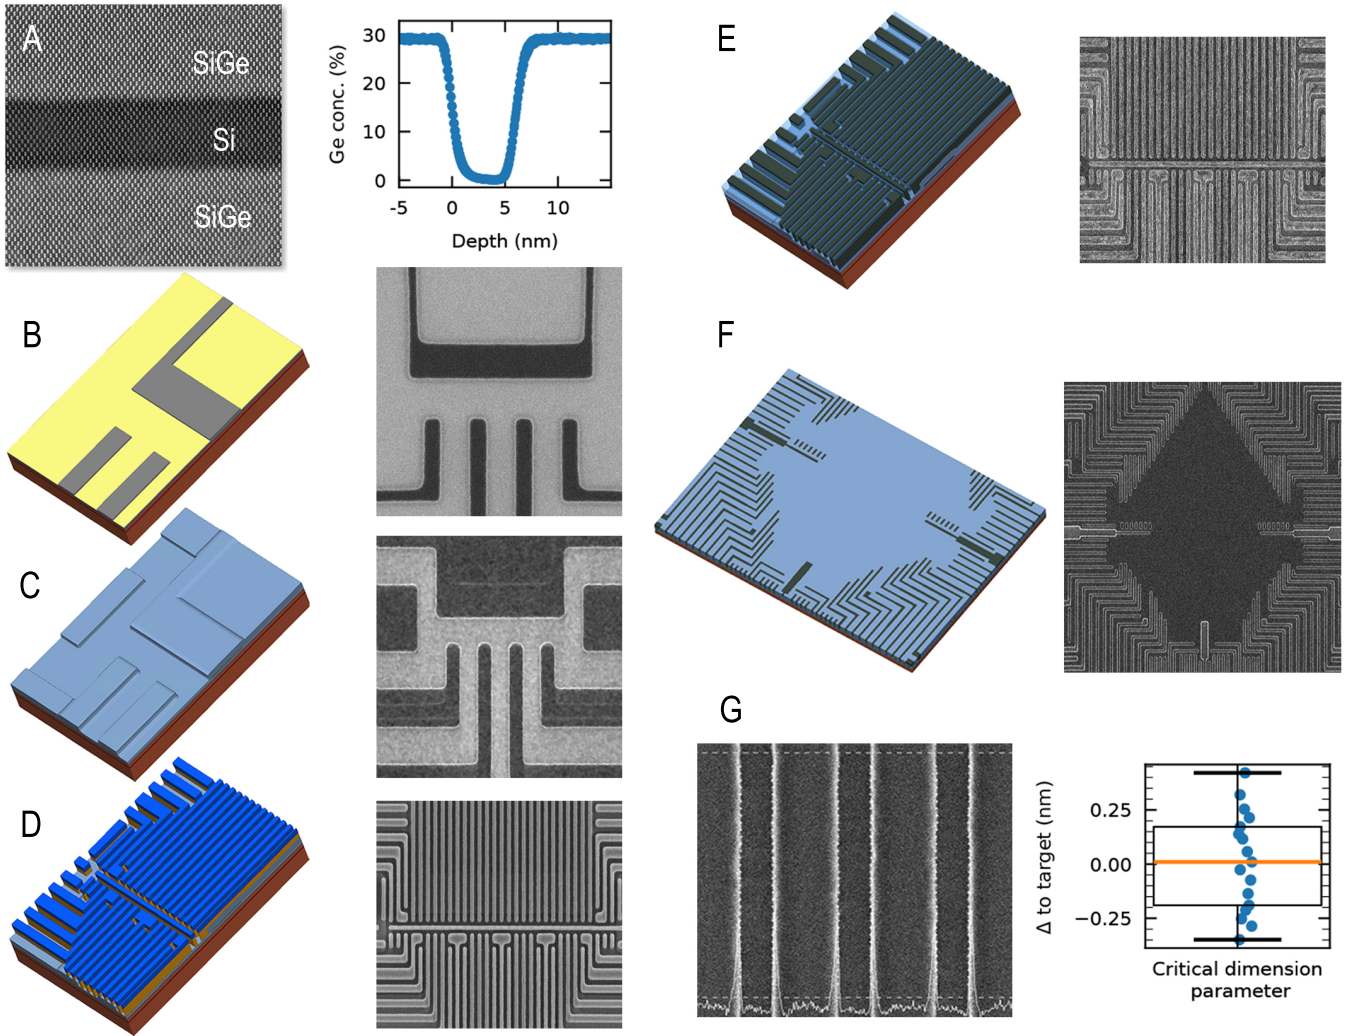 A
SiGe
Si
SiGe
Ge conc. (%)
30
20
10
0
-5
0
5
10
Depth (nm)
B
C
D
E
F
G
Δ to target (nm)
0.25
0.00
−0.25
Critical dimension
parameter